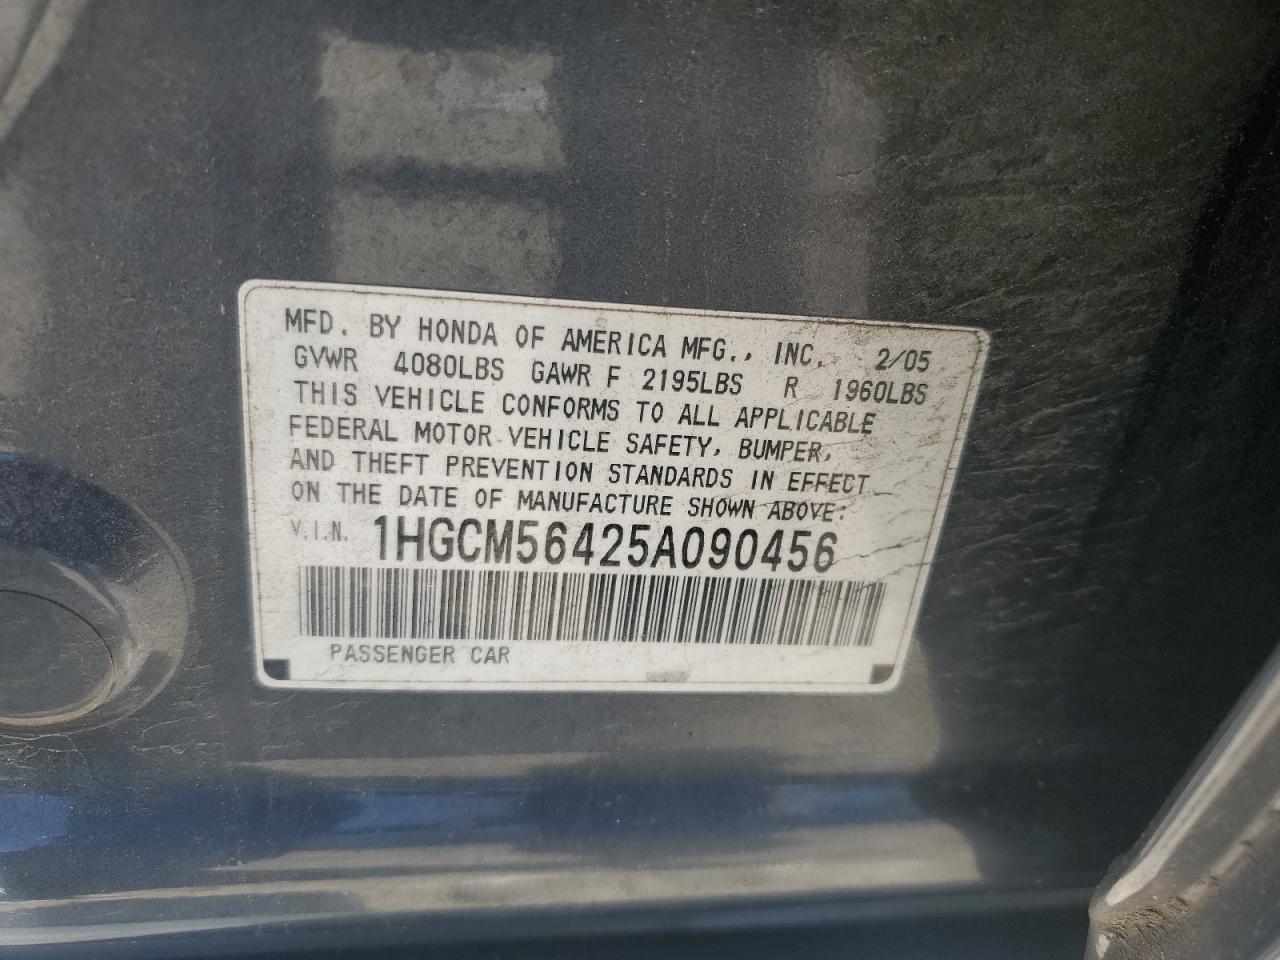 MFD. BY HONDA OF AMERICA MFG., INC. 2/05
GVWR 4080LBS GAWR F 2195LBS R 1960LBS
THIS VEHICLE CONFORMS TO ALL APPLICABLE
FEDERAL MOTOR VEHICLE SAFETY, BUMPER,
AND THEFT PREVENTION STANDARDS IN EFFECT
ON THE DATE OF MANUFACTURE SHOWN ABOVE:
V.I.N. 1HGCM56425A090456
PASSENGER CAR